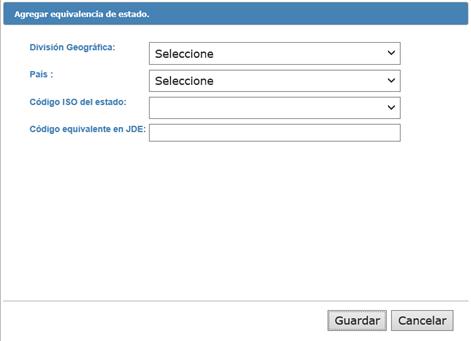 Agregar equivalencia de estado.
División Geográfica: Seleccione
País : Seleccione
Código ISO del estado:
Código equivalente en JDE:
Guardar Cancelar